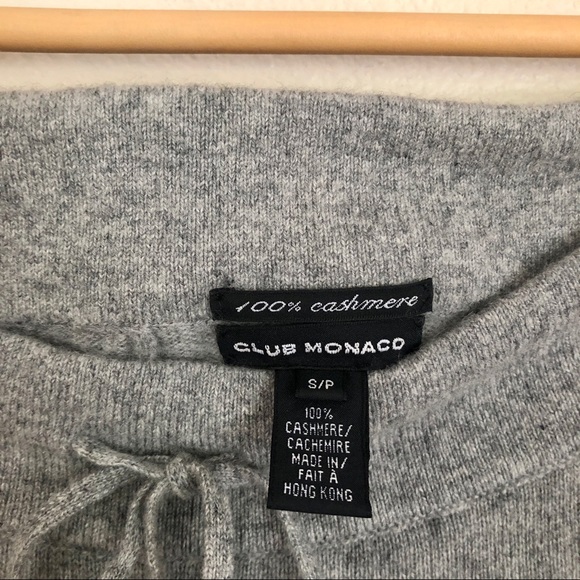 100% cashmere
CLUB MONACO
S/P
100%
CASHMERE/
CACHEMIRE
MADE IN/
FAIT À
HONG KONG